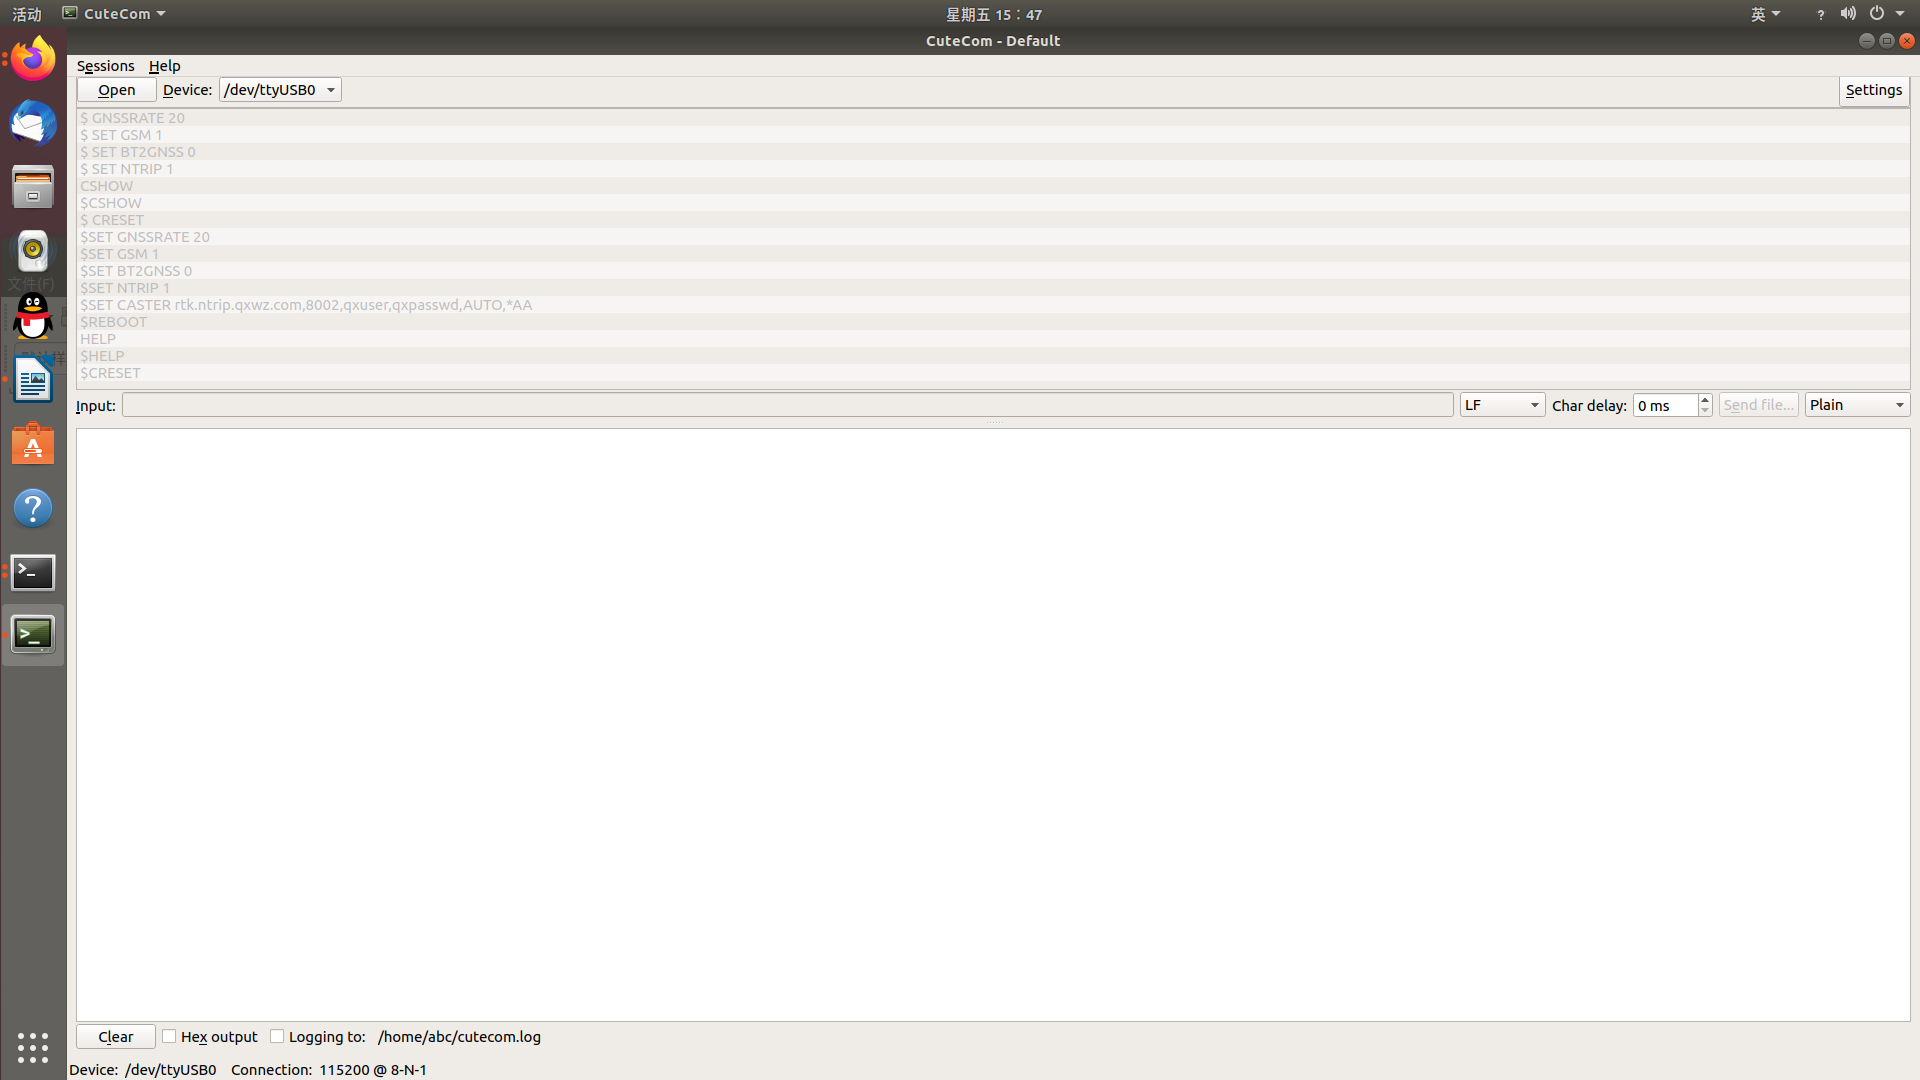 活动 CuteCom 星期五 15：47 英 ?
CuteCom - Default
Sessions Help
Open Device: /dev/ttyUSB0 Settings
$ GNSSRATE 20
$ SET GSM 1
$ SET BT2GNSS 0
$ SET NTRIP 1
CSHOW
$CSHOW
$ CRESET
$SET GNSSRATE 20
$SET GSM 1
$SET BT2GNSS 0
文件(F)
$SET NTRIP 1
$SET CASTER rtk.ntrip.qxwz.com,8002,qxuser,qxpasswd,AUTO,*AA
$REBOOT
HELP
$HELP
$CRESET
Input: LF Char delay: 0 ms Send file... Plain
Clear Hex output Logging to: /home/abc/cutecom.log
Device: /dev/ttyUSB0 Connection: 115200 @ 8-N-1